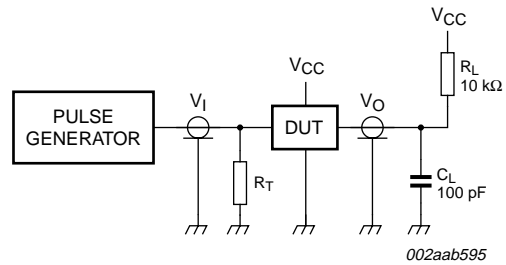 VCC
VCC
RL
10 kΩ
VI
VO
PULSE
GENERATOR
DUT
RT
CL
100 pF
002aab595